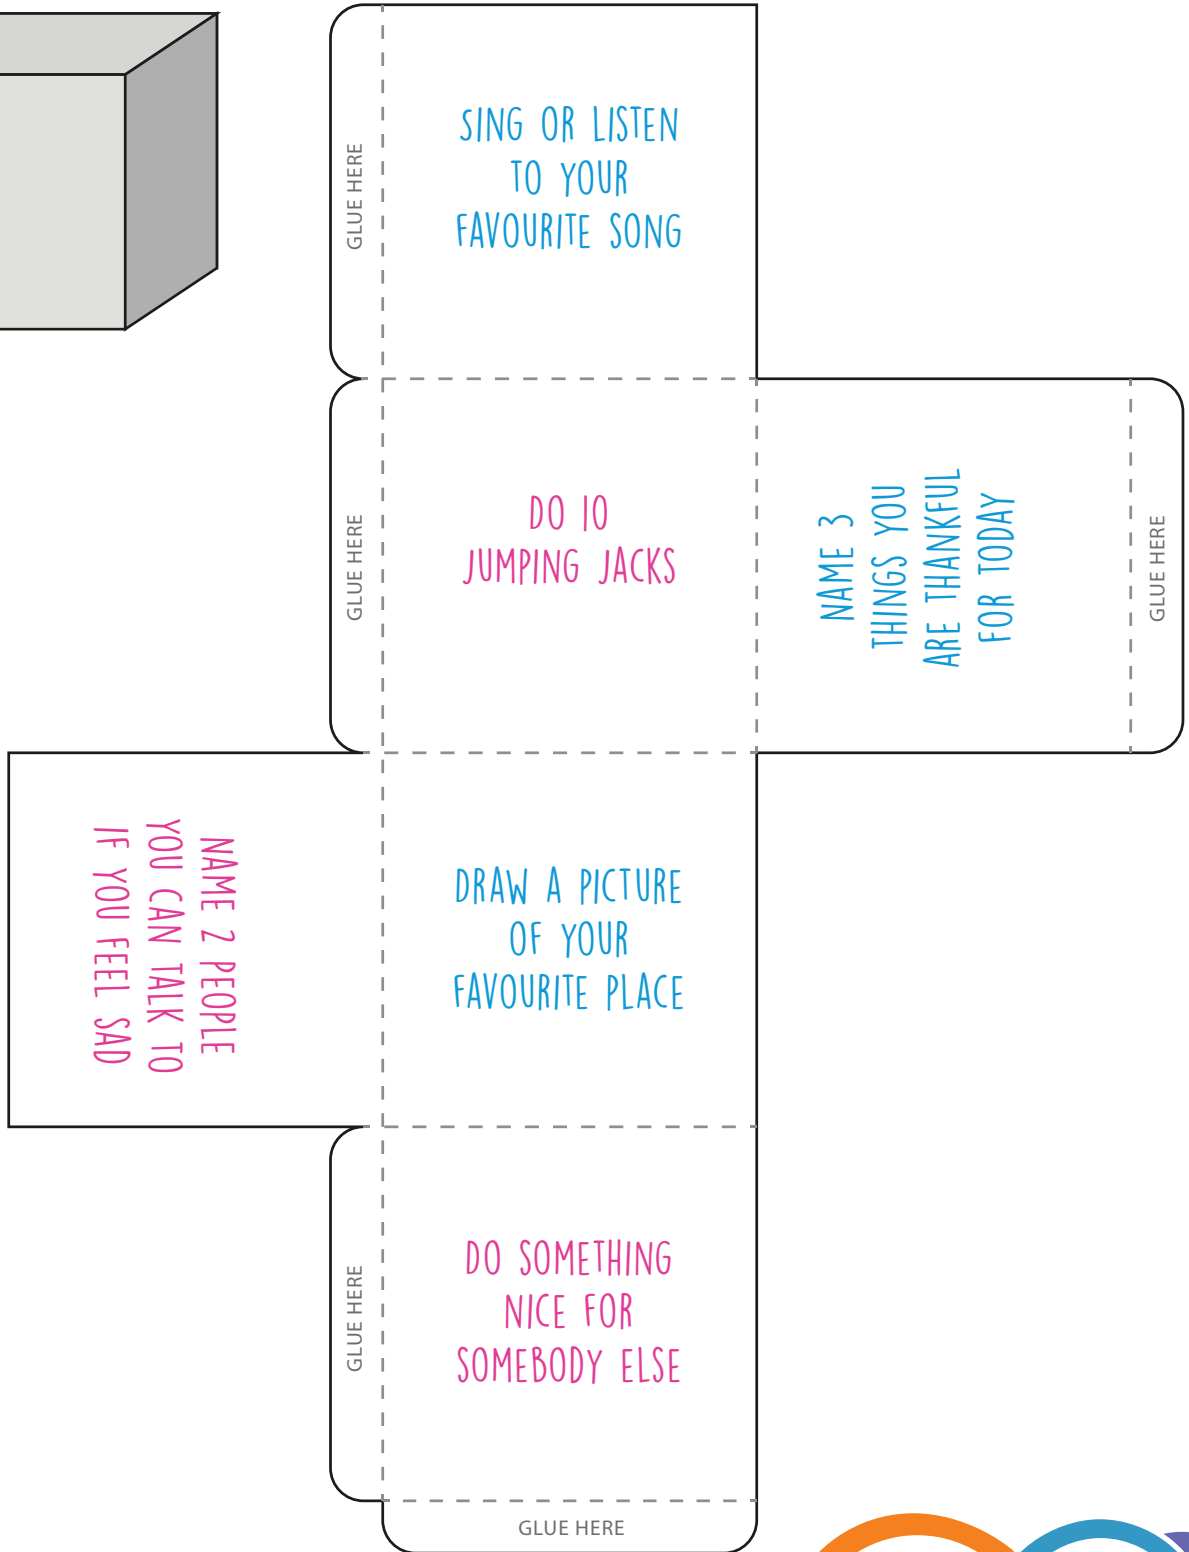 GLUE HERE
SING OR LISTEN
TO YOUR
FAVOURITE SONG
GLUE HERE
DO 10
JUMPING JACKS
NAME 3
THINGS YOU
ARE THANKFUL
FOR TODAY
GLUE HERE
NAME 2 PEOPLE
YOU CAN TALK TO
IF YOU FEEL SAD
DRAW A PICTURE
OF YOUR
FAVOURITE PLACE
GLUE HERE
DO SOMETHING
NICE FOR
SOMEBODY ELSE
GLUE HERE